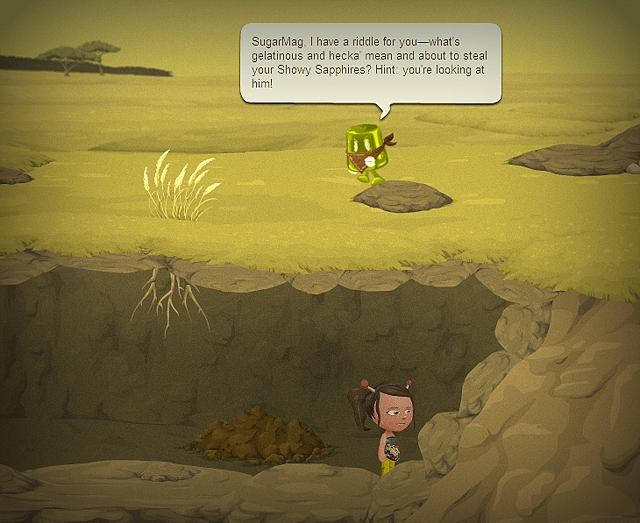 SugarMag, I have a riddle for you—what's
gelatinous and hecka' mean and about to steal
your Showy Sapphires? Hint: you're looking at
him!